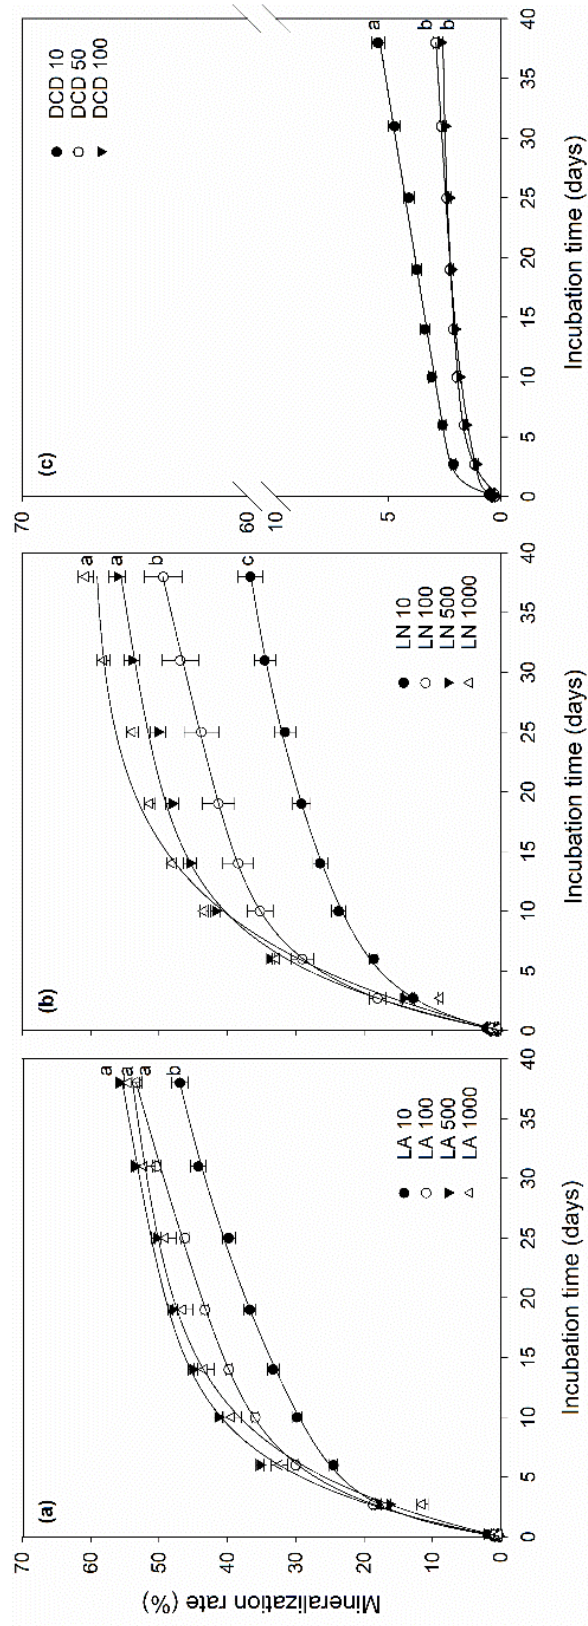 Mineralization rate (%)
70
60
50
40
30
20
10
0
(a)
a
a
a
b
LA 10
LA 100
LA 500
LA 1000
0 5 10 15 20 25 30 35 40
Incubation time (days)
(b)
a
a
b
c
LN 10
LN 100
LN 500
LN 1000
0 5 10 15 20 25 30 35 40
Incubation time (days)
70
60
10
5
0
(c)
DCD 10
DCD 50
DCD 100
a
b
b
0 5 10 15 20 25 30 35 40
Incubation time (days)